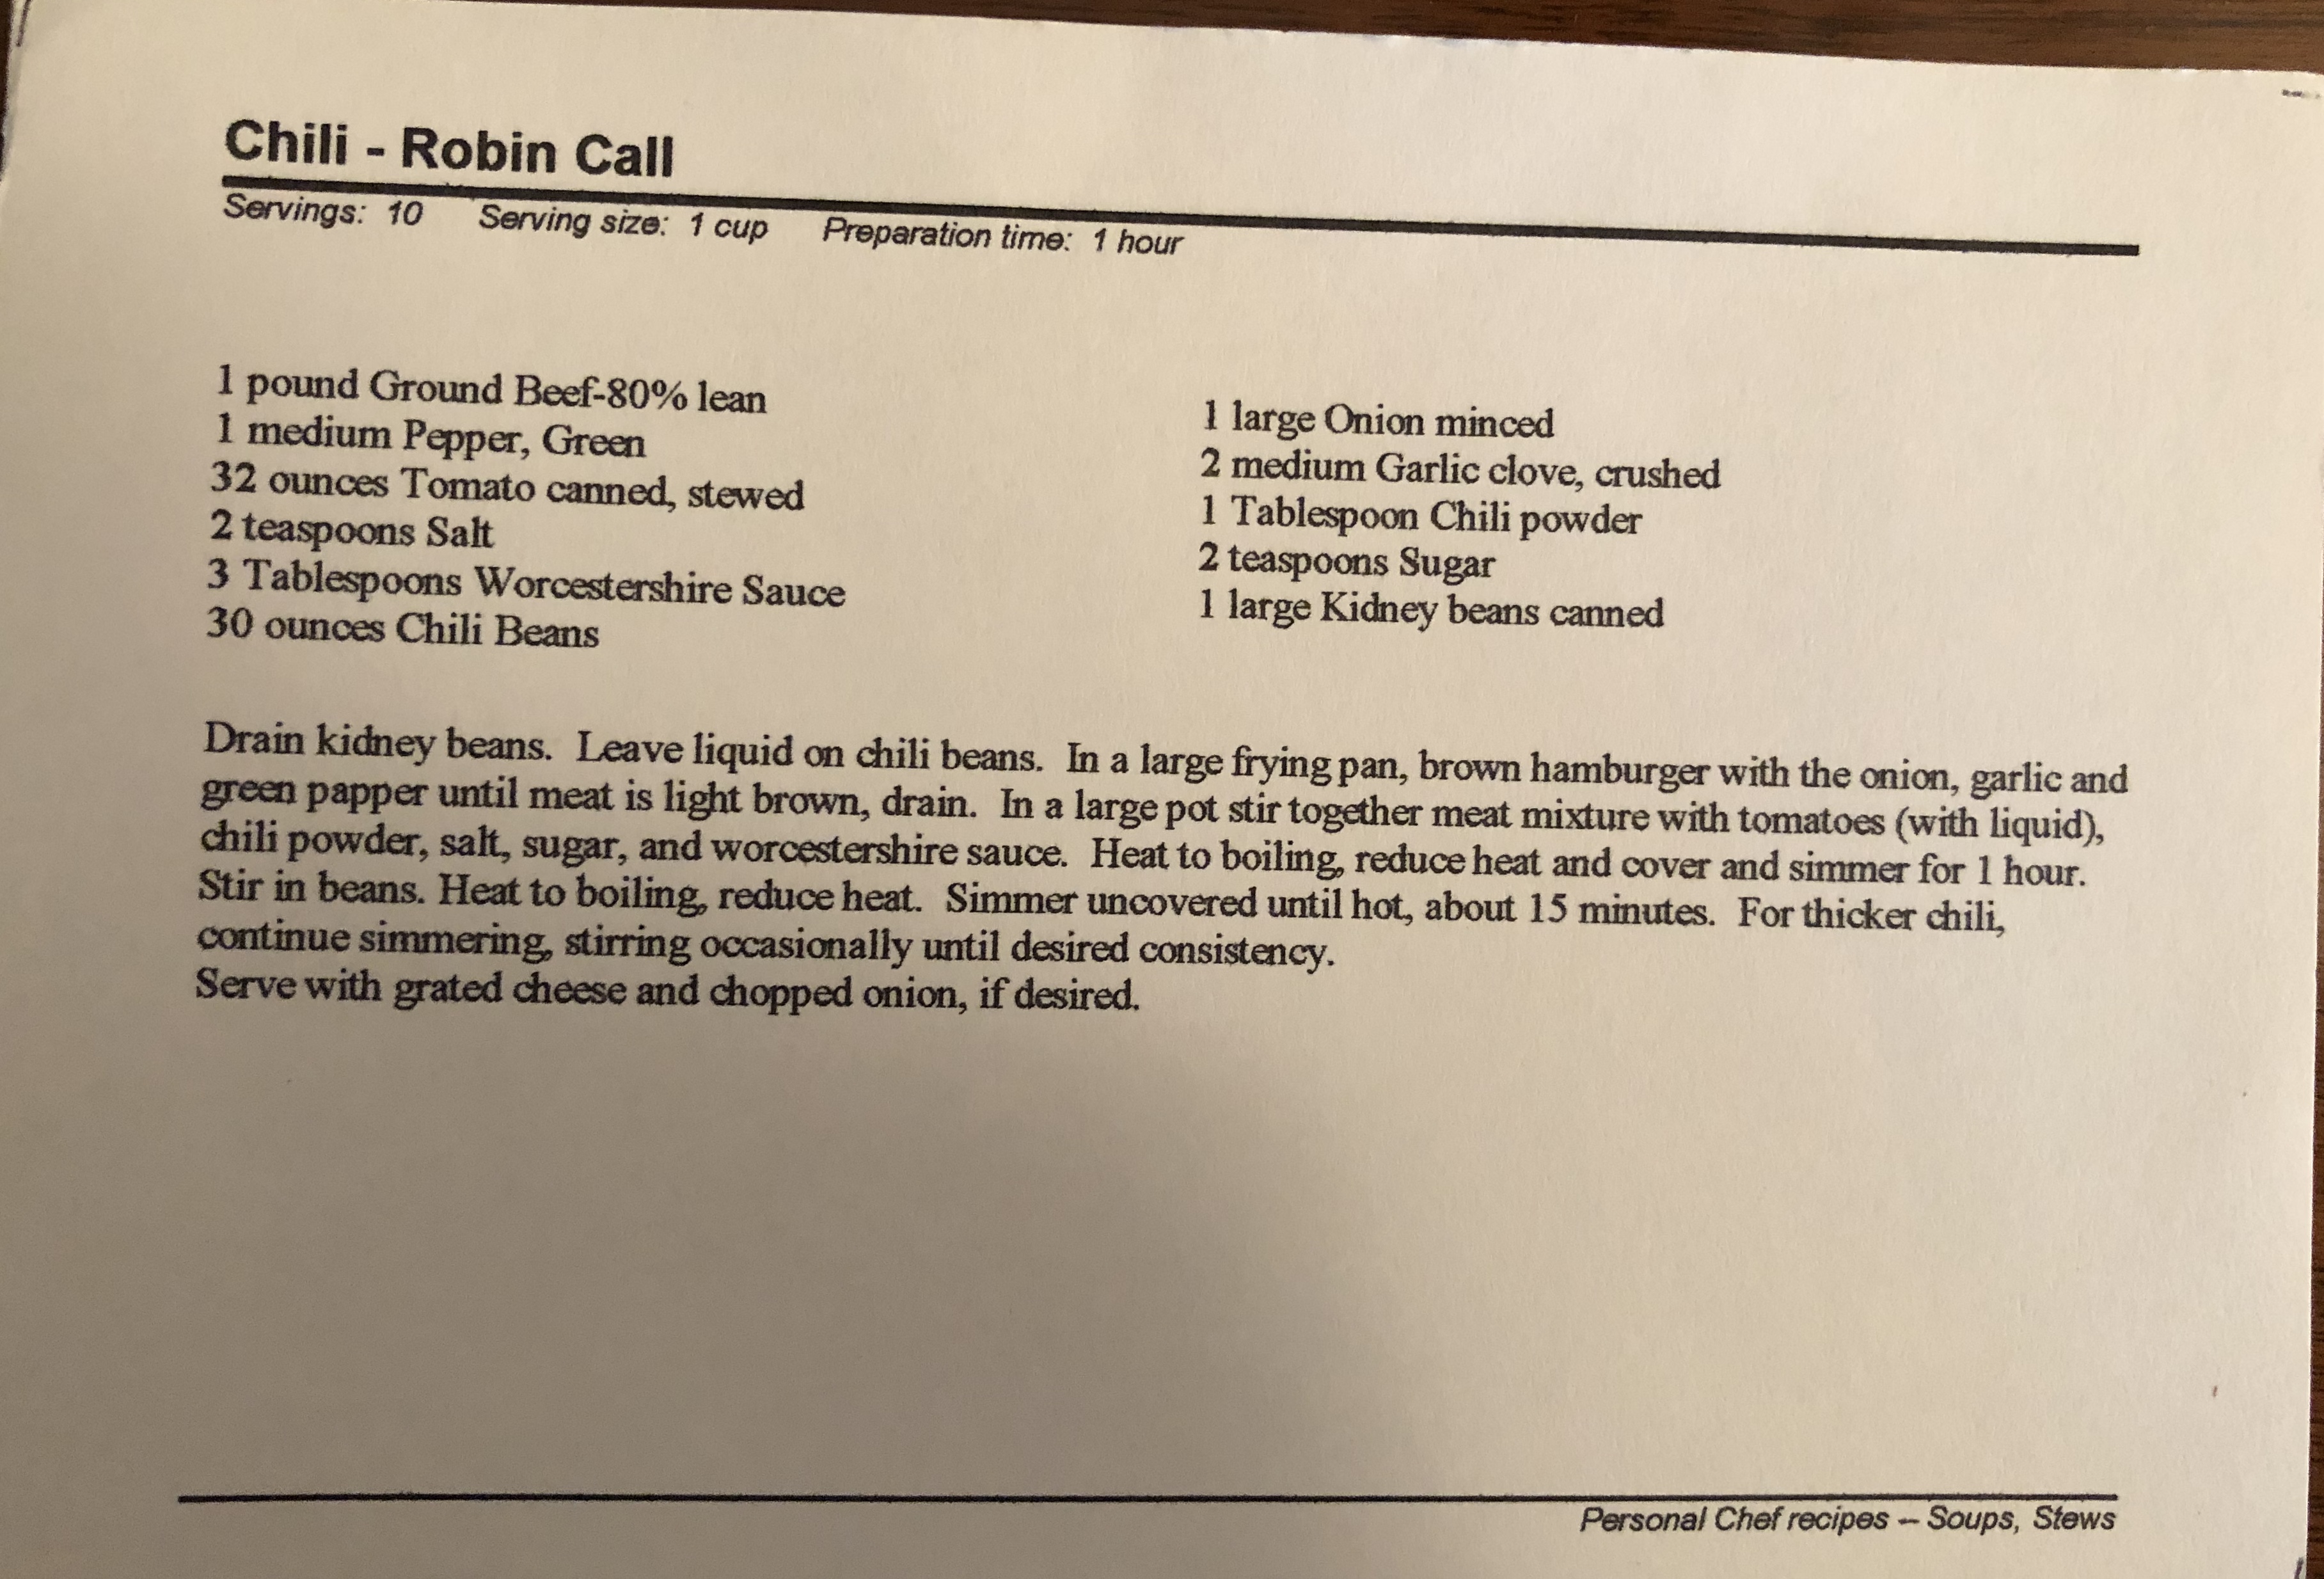 Chili - Robin Call
Servings: 10 Serving size: 1 cup Preparation time: 1 hour
1 pound Ground Beef-80% lean
1 medium Pepper, Green
32 ounces Tomato canned, stewed
2 teaspoons Salt
3 Tablespoons Worcestershire Sauce
30 ounces Chili Beans
1 large Onion minced
2 medium Garlic clove, crushed
1 Tablespoon Chili powder
2 teaspoons Sugar
1 large Kidney beans canned
Drain kidney beans. Leave liquid on chili beans. In a large frying pan, brown hamburger with the onion, garlic and
green papper until meat is light brown, drain. In a large pot stir together meat mixture with tomatoes (with liquid),
chili powder, salt, sugar, and worcestershire sauce. Heat to boiling, reduce heat and cover and simmer for 1 hour.
Stir in beans. Heat to boiling, reduce heat. Simmer uncovered until hot, about 15 minutes. For thicker chili,
continue simmering, stirring occasionally until desired consistency.
Serve with grated cheese and chopped onion, if desired.
Personal Chef recipes -- Soups, Stews